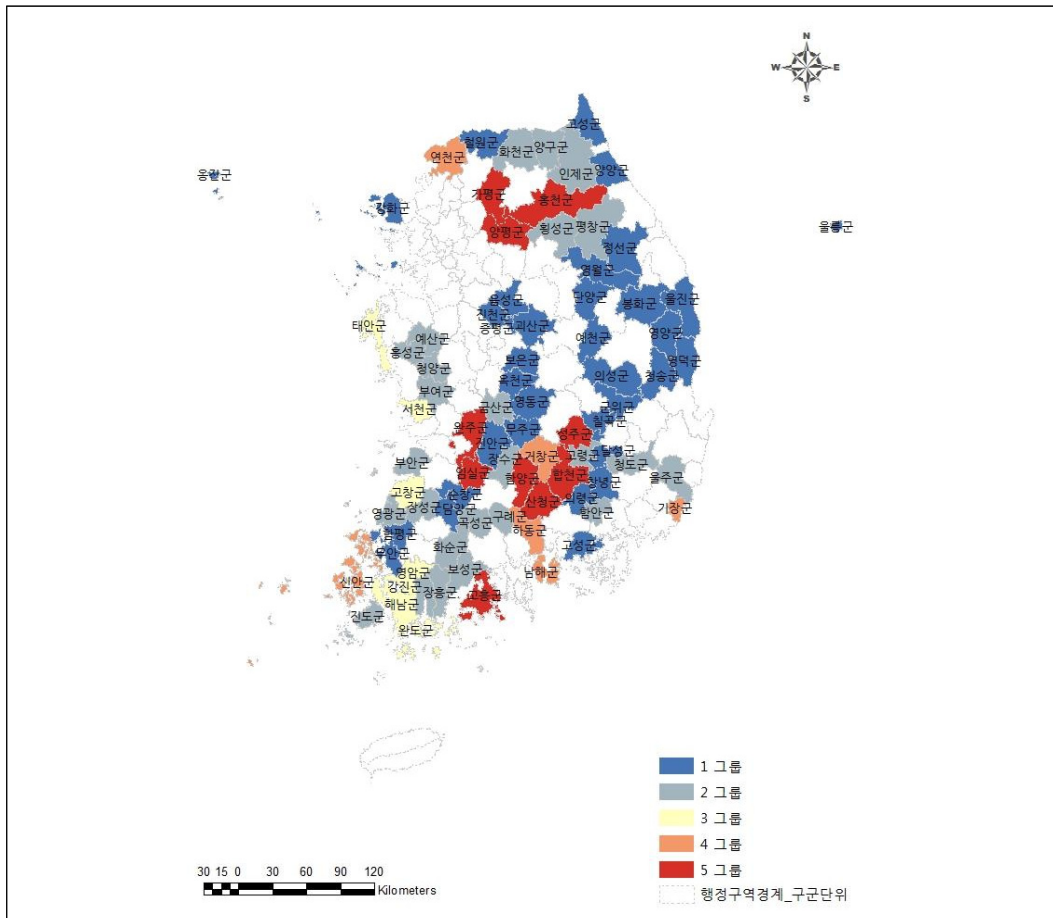 N
W E
S
고성군
철원군
화천군
양구군
연천군
인제군
양양군
옹진군
가평군
홍천군
강화군
울릉군
양평군
횡성군
평창군
정선군
영월군
음성군
단양군
봉화군
울진군
진천군
괴산군
증평군
태안군
예산군
예천군
영양군
홍성군
보은군
영덕군
청양군
옥천군
의성군
청송군
부여군
영동군
서천군
금산군
군위군
완주군
무주군
칠곡군
진안군
성주군
거창군
고령군
달성군
장수군
청도군
부안군
임실군
함양군
합천군
울주군
고창군
순창군
산청군
의령군
창녕군
영광군
장성군
담양군
구례군
함안군
기장군
곡성군
하동군
함평군
고성군
무안군
화순군
남해군
신안군
영암군
보성군
강진군
장흥군
고흥군
해남군
진도군
완도군
1 그룹
2 그룹
3 그룹
4 그룹
5 그룹
행정구역경계_구군단위
30 15 0 30 60 90 120
Kilometers